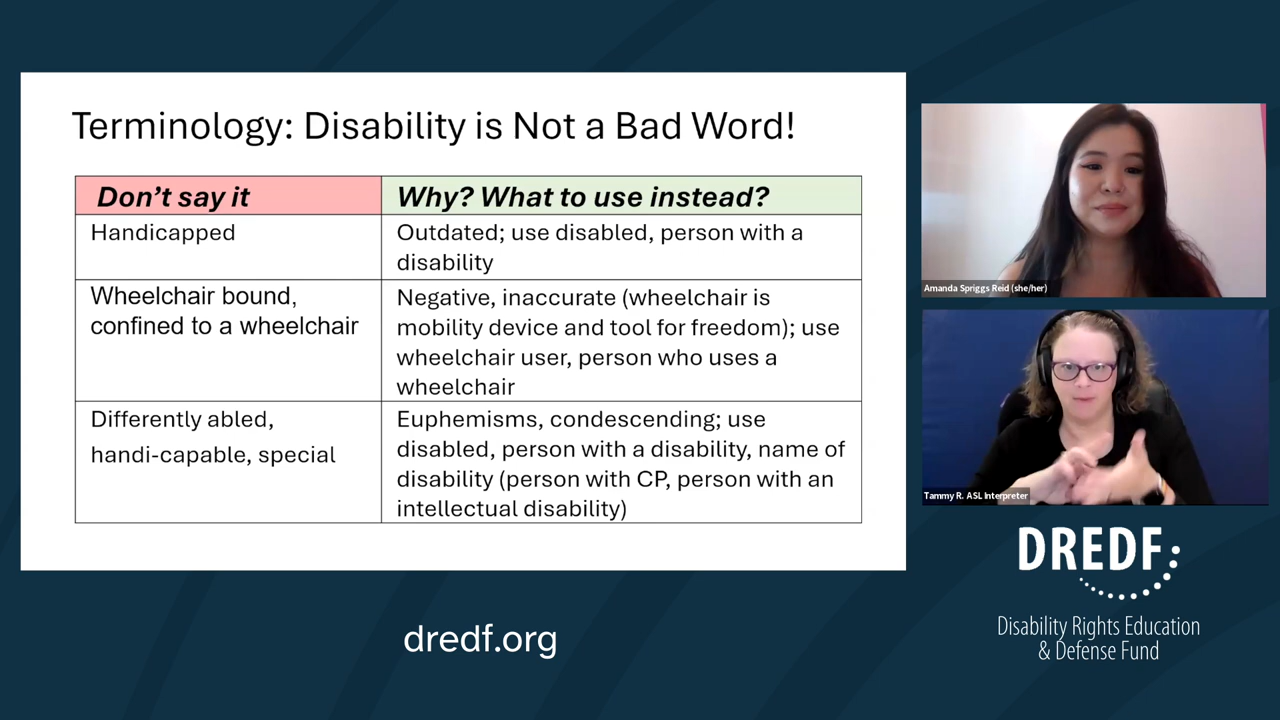 Terminology: Disability is Not a Bad Word!
Don't say it
Why? What to use instead?
Handicapped
Outdated; use disabled, person with a
disability
Wheelchair bound,
confined to a wheelchair
Negative, inaccurate (wheelchair is
mobility device and tool for freedom); use
wheelchair user, person who uses a
wheelchair
Differently abled,
handi-capable, special
Euphemisms, condescending; use
disabled, person with a disability, name of
disability (person with CP, person with an
intellectual disability)
Amanda Spriggs Reid (she/her)
Tammy R. ASL Interpreter
DREDF
Disability Rights Education
& Defense Fund
dredf.org